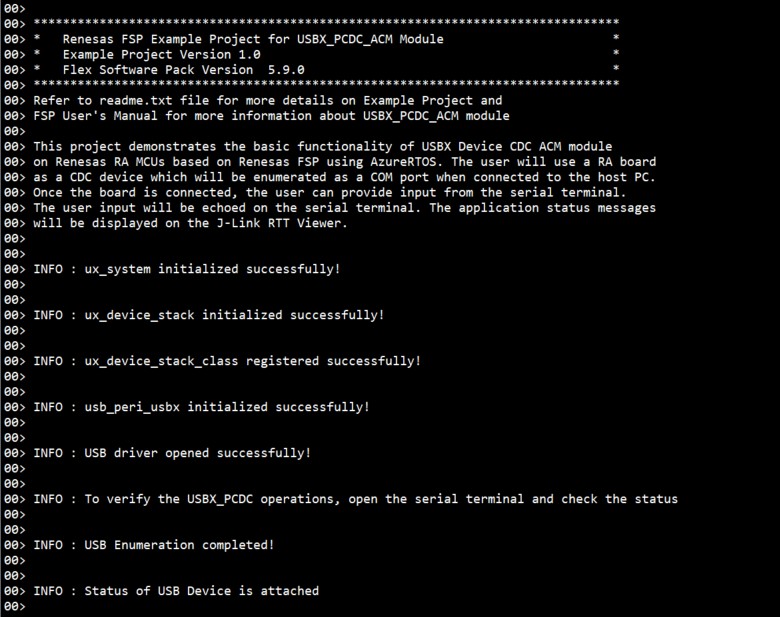 00>
00> ********************************************************************************
00> *   Renesas FSP Example Project for USBX_PCDC_ACM Module                       *
00> *   Example Project Version 1.0                                                *
00> *   Flex Software Pack Version  5.9.0                                          *
00> ********************************************************************************
00> Refer to readme.txt file for more details on Example Project and
00> FSP User's Manual for more information about USBX_PCDC_ACM module
00>
00> This project demonstrates the basic functionality of USBX Device CDC ACM module
00> on Renesas RA MCUs based on Renesas FSP using AzureRTOS. The user will use a RA board
00> as a CDC device which will be enumerated as a COM port when connected to the host PC.
00> Once the board is connected, the user can provide input from the serial terminal.
00> The user input will be echoed on the serial terminal. The application status messages
00> will be displayed on the J-Link RTT Viewer.
00>
00>
00> INFO : ux_system initialized successfully!
00>
00>
00> INFO : ux_device_stack initialized successfully!
00>
00>
00> INFO : ux_device_stack_class registered successfully!
00>
00>
00> INFO : usb_peri_usbx initialized successfully!
00>
00>
00> INFO : USB driver opened successfully!
00>
00>
00> INFO : To verify the USBX_PCDC operations, open the serial terminal and check the status
00>
00>
00> INFO : USB Enumeration completed!
00>
00>
00> INFO : Status of USB Device is attached
00>